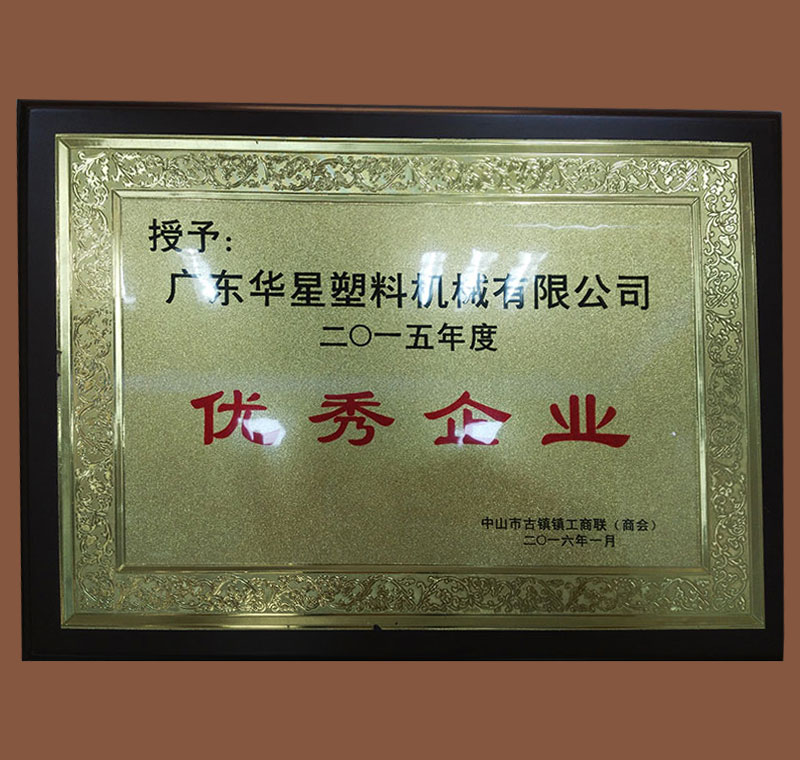 授予：
广东华星塑料机械有限公司
二〇一五年度
优秀企业
中山市古镇镇工商联（商会）
二〇一六年一月